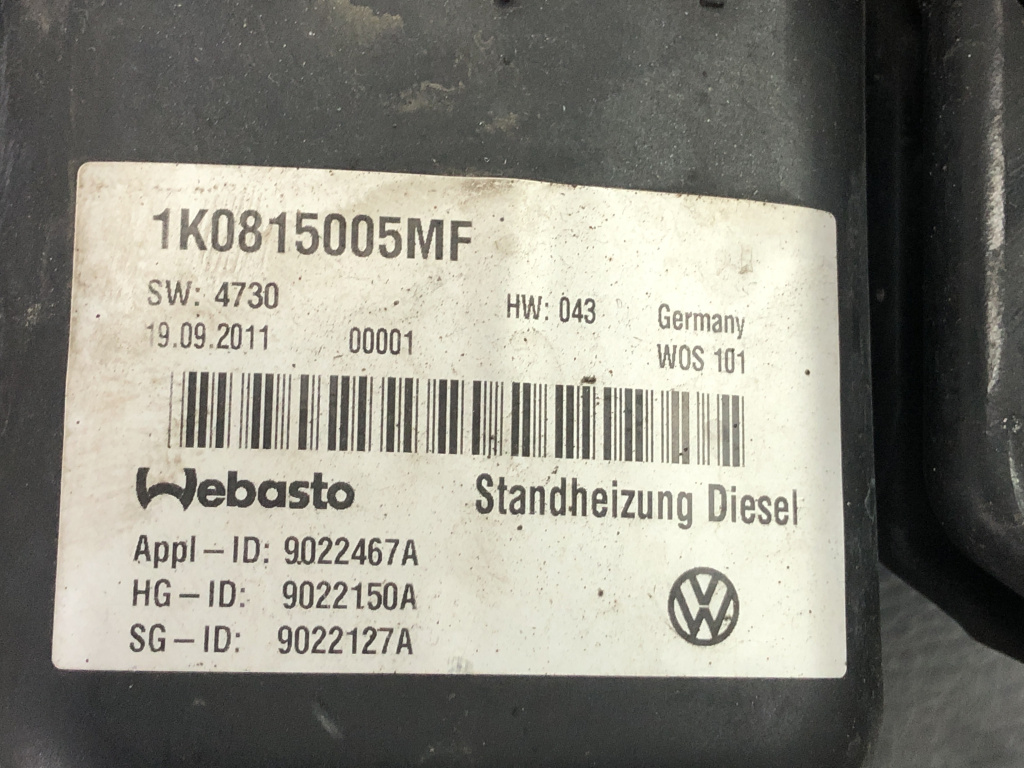 1K0815005MF
SW: 4730 HW: 043 Germany
19.09.2011 00001 WOS 101
Webasto Standheizung Diesel
Appl-ID: 9022467A
HG-ID: 9022150A
SG-ID: 9022127A